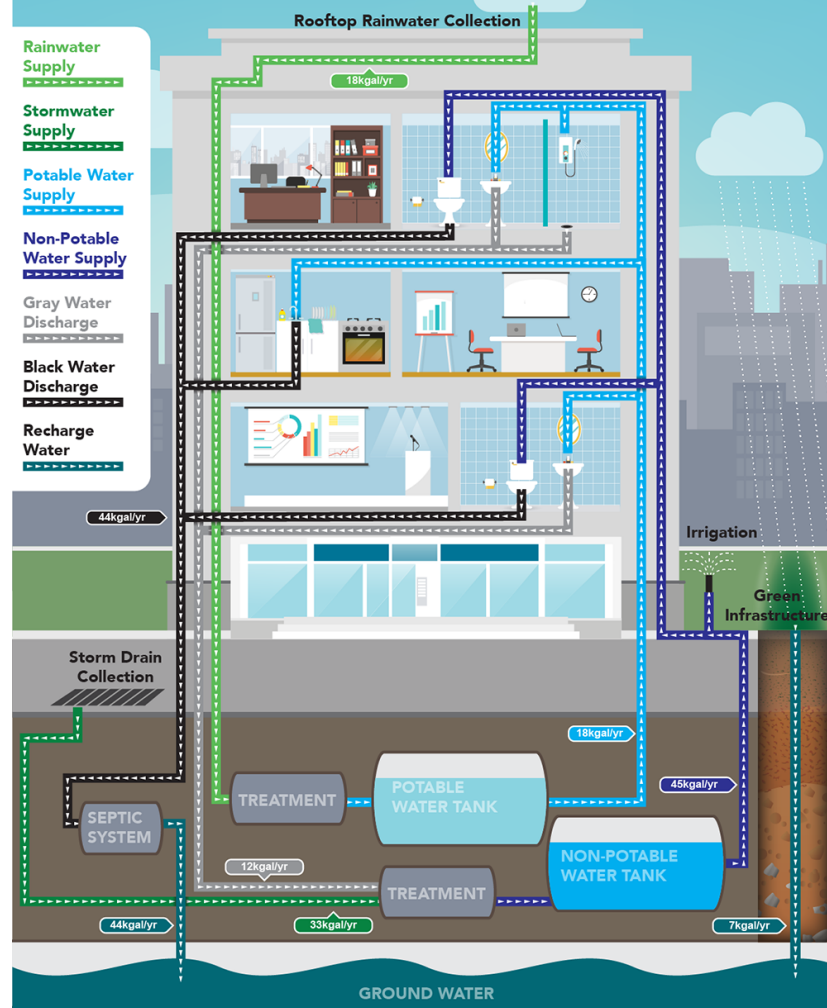 Rooftop Rainwater Collection
Rainwater
Supply
18kgal/yr
Stormwater
Supply
Potable Water
Supply
Non-Potable
Water Supply
Gray Water
Discharge
Black Water
Discharge
Recharge
Water
44kgal/yr
Irrigation
Green
Infrastructure
Storm Drain
Collection
18kgal/yr
45kgal/yr
TREATMENT
POTABLE
WATER TANK
SEPTIC
SYSTEM
NON-POTABLE
WATER TANK
12kgal/yr
TREATMENT
44kgal/yr
33kgal/yr
7kgal/yr
GROUND WATER